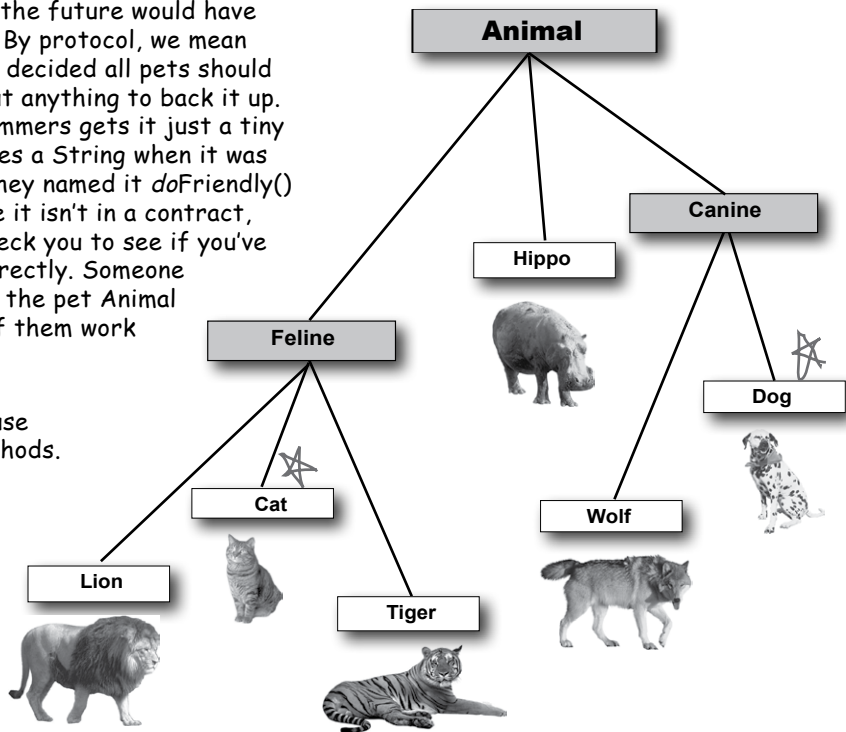 the future would have
By protocol, we mean
decided all pets should
t anything to back it up.
mmers gets it just a tiny
es a String when it was
hey named it doFriendly()
e it isn't in a contract,
eck you to see if you've
rectly. Someone
the pet Animal
f them work
se
hods.
Animal
Canine
Hippo
Feline
Dog
Cat
Wolf
Lion
Tiger